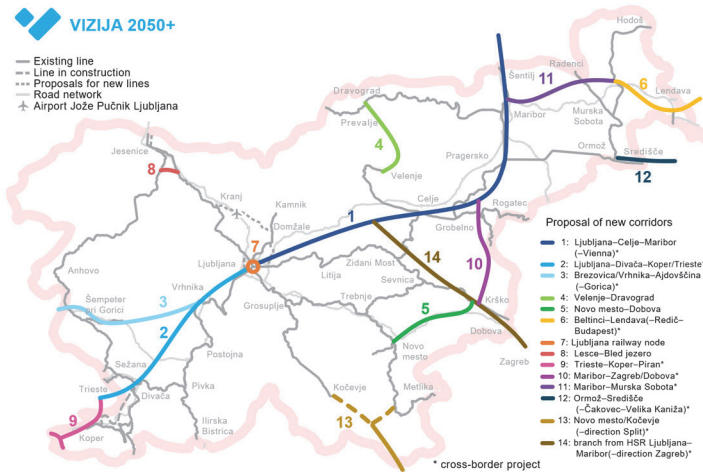 VIZIJA 2050+
Existing line
Line in construction
Proposals for new lines
Road network
Airport Jože Pučnik Ljubljana
Hodoš
Radenci
Šentilj
11
6
Lendava
Dravograd
Prevalje
Maribor
Murska
Sobota
4
Jesenice
Pragersko
Ormož
Središče
8
Velenje
12
Kranj
Kamnik
Celje
Rogatec
Domžale
1
Grobelno
7
Ljubljana
14
Zidani Most
10
Anhovo
Litija
Sevnica
Vrhnika
Šempeter
pri Gorici
3
Grosuplje
Trebnje
Krško
2
5
Dobova
Postojna
Novo
mesto
Zagreb
Sežana
Trieste
Divača
Pivka
Kočevje
Metlika
9
Koper
Ilirska
Bistrica
13
Proposal of new corridors
1: Ljubljana–Celje–Maribor
(–Vienna)*
2: Ljubljana–Divača–Koper/Trieste
3: Brezovica/Vrhnika–Ajdovščina
(–Gorica)*
4: Velenje–Dravograd
5: Novo mesto–Dobova
6: Beltinci–Lendava(–Redič–
Budapest)*
7: Ljubljana railway node
8: Lesce–Bled jezero
9: Trieste–Koper–Piran*
10: Maribor–Zagreb/Dobova*
11: Maribor–Murska Sobota*
12: Ormož–Središče
(–Čakovec–Velika Kaniža)*
13: Novo mesto/Kočevje
(–direction Split)*
14: branch from HSR Ljubljana–
Maribor(–direction Zagreb)*
* cross-border project